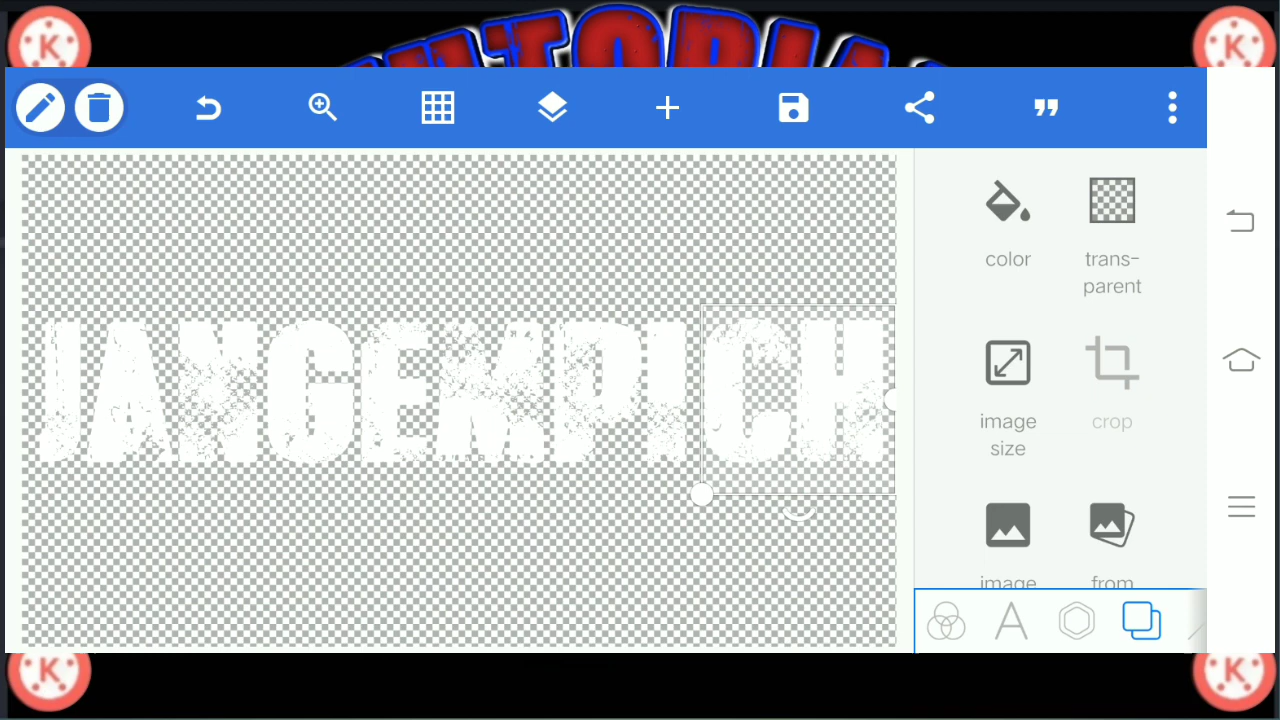 K
K
color
trans-
parent
JANGEMPICH
image
size
crop
image
from
K
K